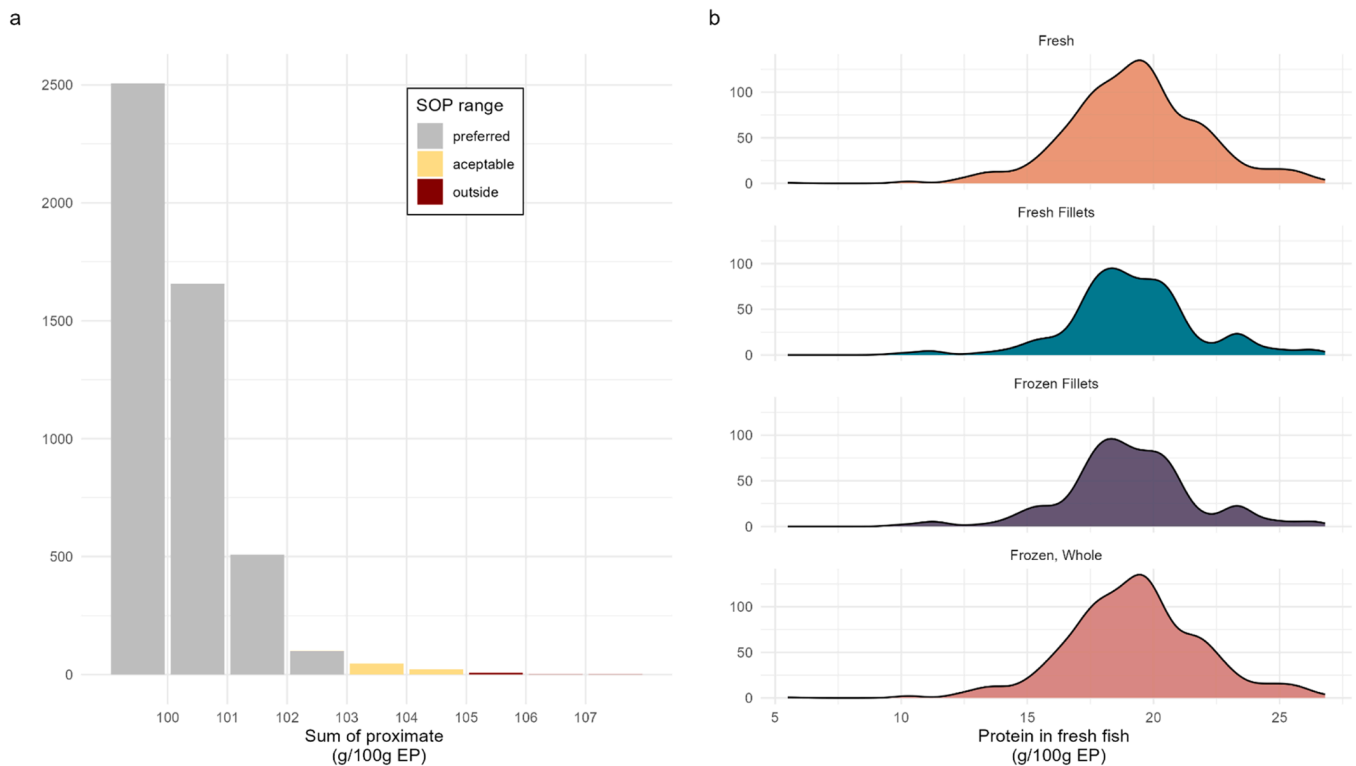 a
2500
2000
1500
1000
500
0
SOP range
preferred
aceptable
outside
100 101 102 103 104 105 106 107
Sum of proximate
(g/100g EP)
b
Fresh
100
50
0
Fresh Fillets
100
50
0
Frozen Fillets
100
50
0
Frozen, Whole
100
50
0
5 10 15 20 25
Protein in fresh fish
(g/100g EP)